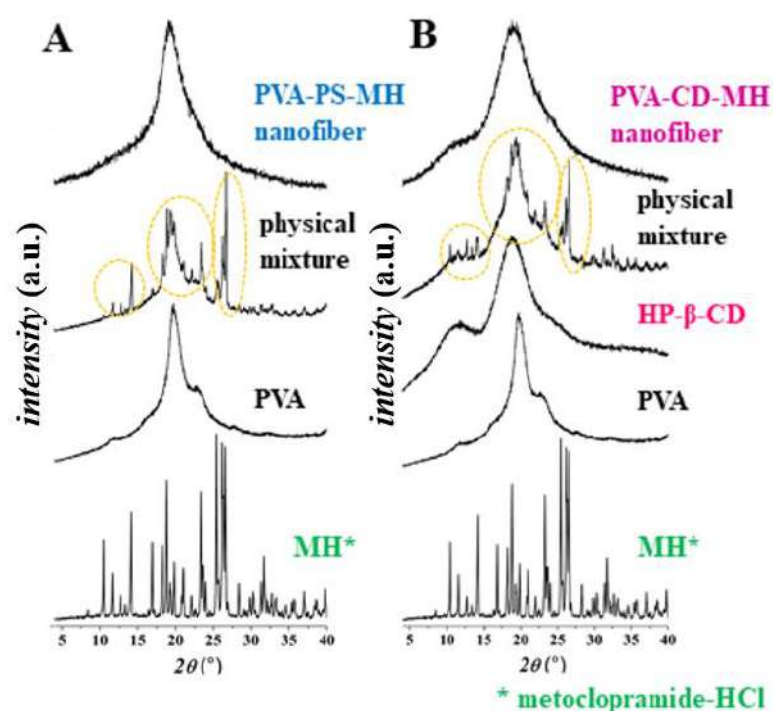 A
PVA-PS-MH
nanofiber
physical
mixture
PVA
MH*
intensity (a.u.)
5 10 15 20 25 30 35 40
2θ(°)
B
PVA-CD-MH
nanofiber
physical
mixture
HP-β-CD
PVA
MH*
intensity (a.u.)
5 10 15 20 25 30 35 40
2θ(°)
* metoclopramide-HCl